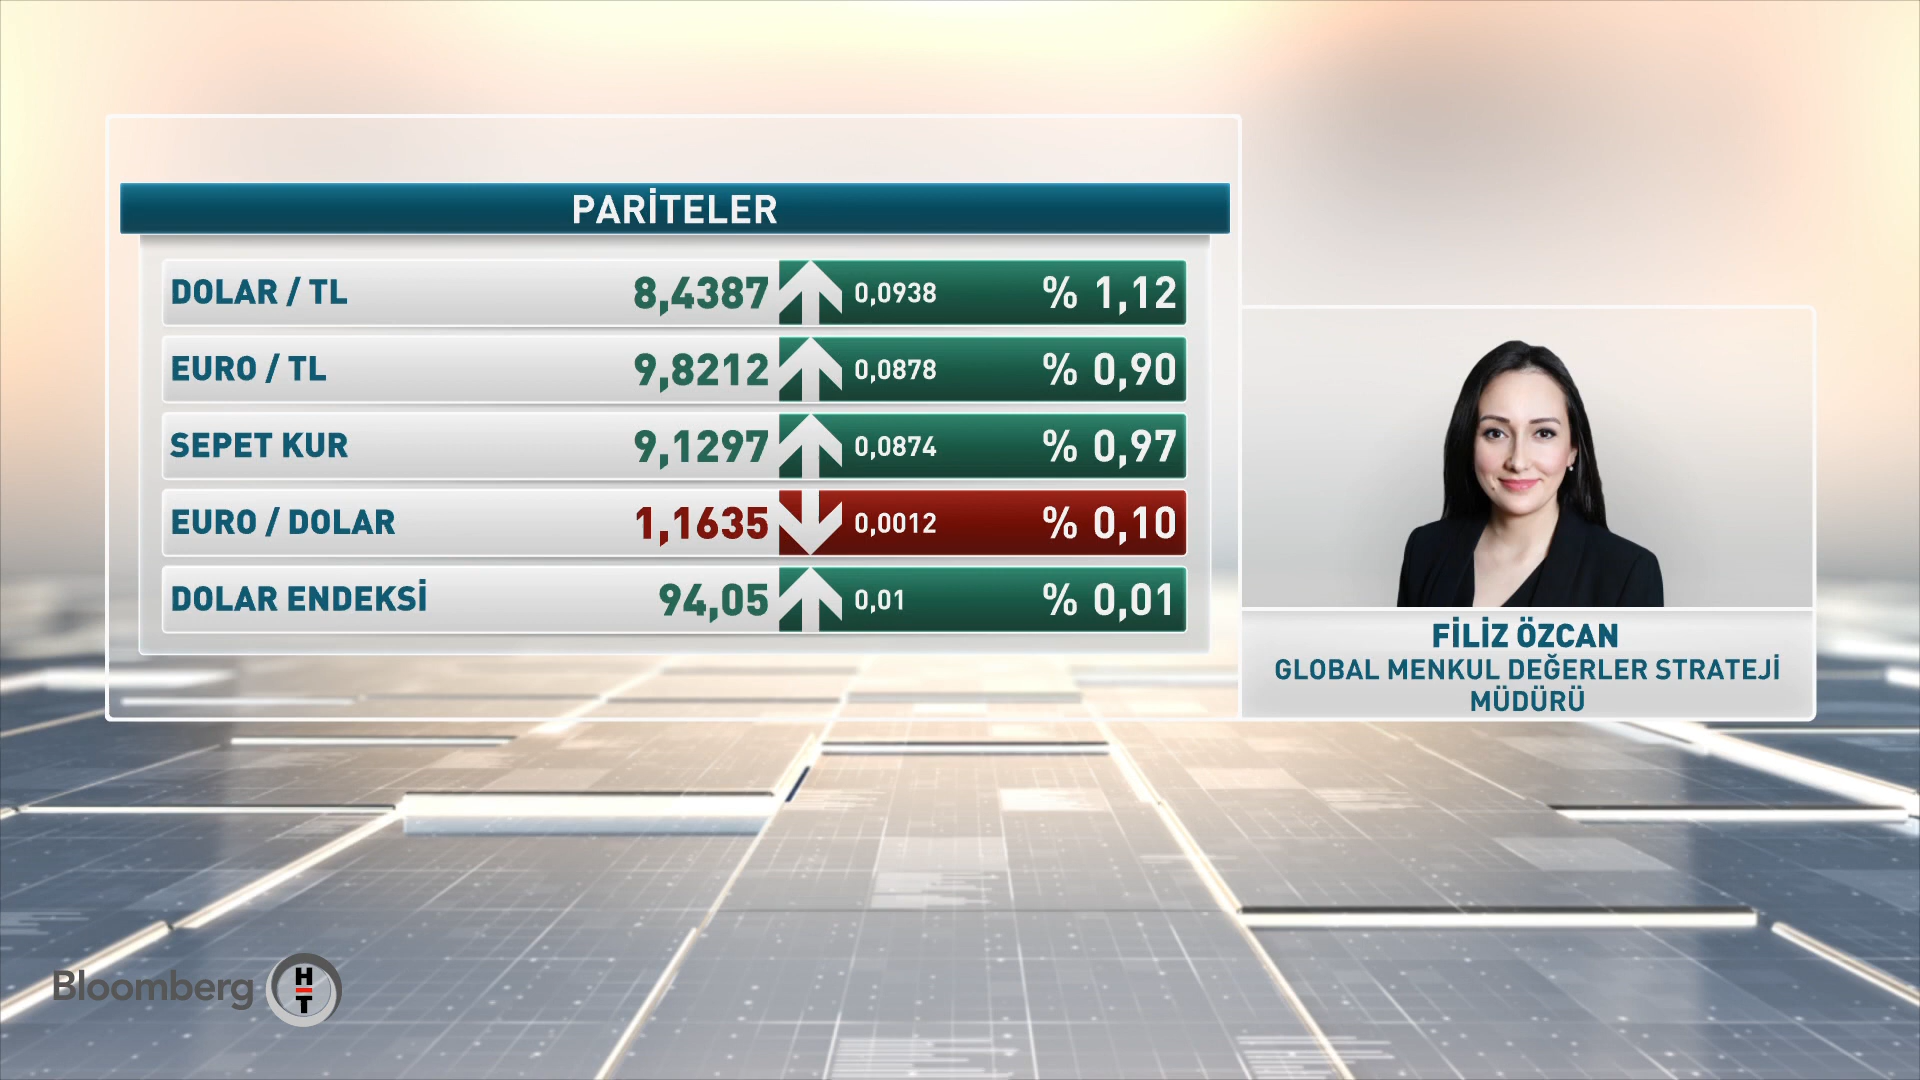 PARİTELER
DOLAR / TL 8,4387 0,0938 % 1,12
EURO / TL 9,8212 0,0878 % 0,90
SEPET KUR 9,1297 0,0874 % 0,97
EURO / DOLAR 1,1635 0,0012 % 0,10
DOLAR ENDEKSİ 94,05 0,01 % 0,01
FİLİZ ÖZCAN
GLOBAL MENKUL DEĞERLER STRATEJİ
MÜDÜRÜ
Bloomberg HT